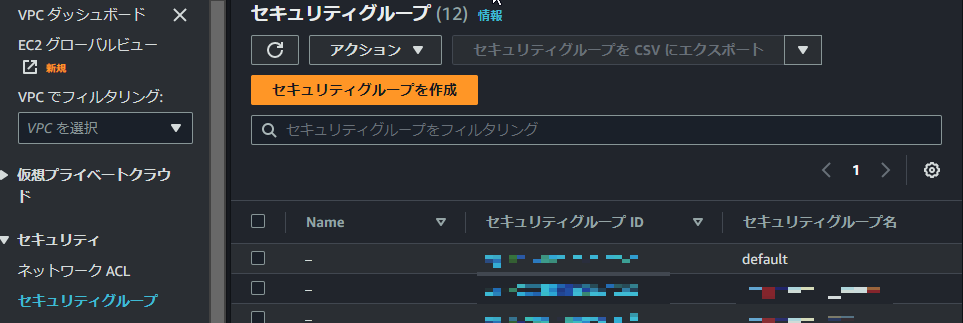 VPC ダッシュボード
EC2 グローバルビュー
新規
VPC でフィルタリング:
VPC を選択
仮想プライベートクラウ
ド
セキュリティ
ネットワーク ACL
セキュリティグループ
セキュリティグループ (12) 情報
アクション
セキュリティグループを CSV にエクスポート
セキュリティグループを作成
セキュリティグループをフィルタリング
1
Name セキュリティグループ ID セキュリティグループ名
– default
–
–